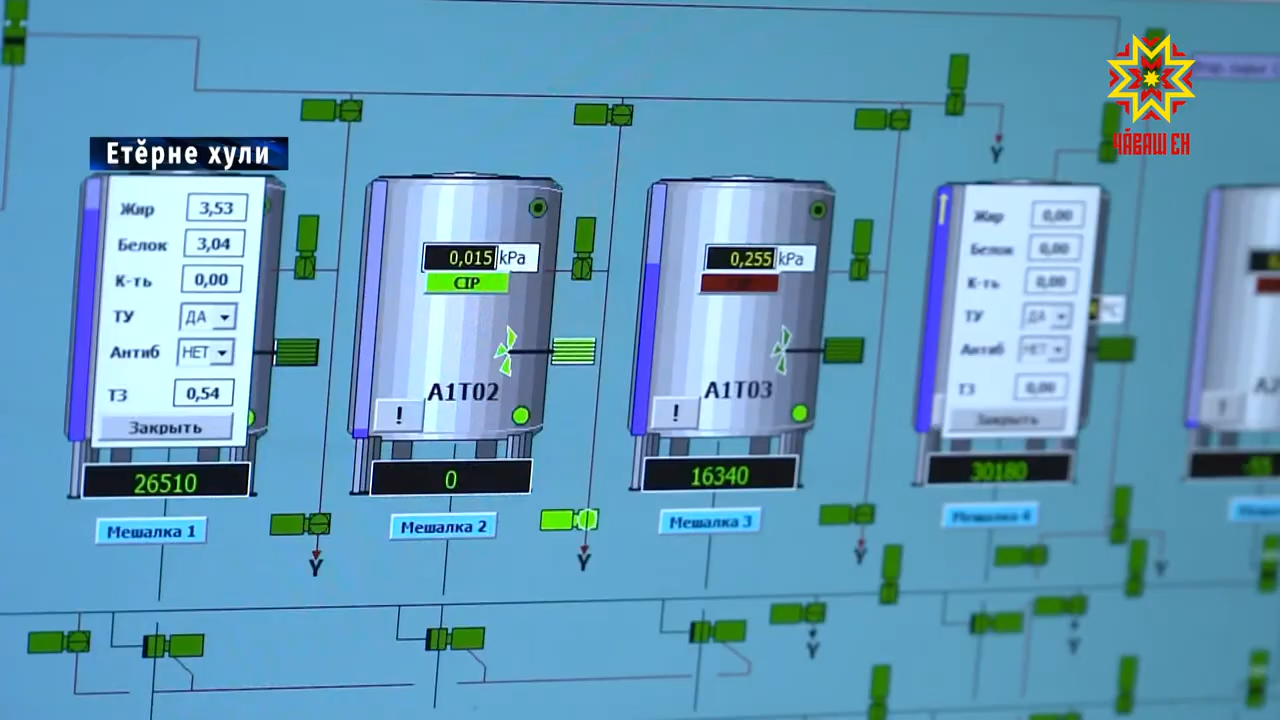 ЧӐВАШ ЕН
Етӗрне хули
Жир 3,53
Белок 3,04
К-ть 0,00
ТУ ДА
Антиб НЕТ
ТЗ 0,54
Закрыть
26510
Мешалка 1
0,015 kPa
CIP
A1T02
!
0
Мешалка 2
0,255 kPa
CIP
A1T03
!
16340
Мешалка 3
Жир 0,00
Белок 0,00
К-ть 0,00
ТУ ДА
Антиб НЕТ
ТЗ 0,00
Закрыть
°C
30180
Мешалка 4
!
Y
Y
Y
Y
Y
Y
Y